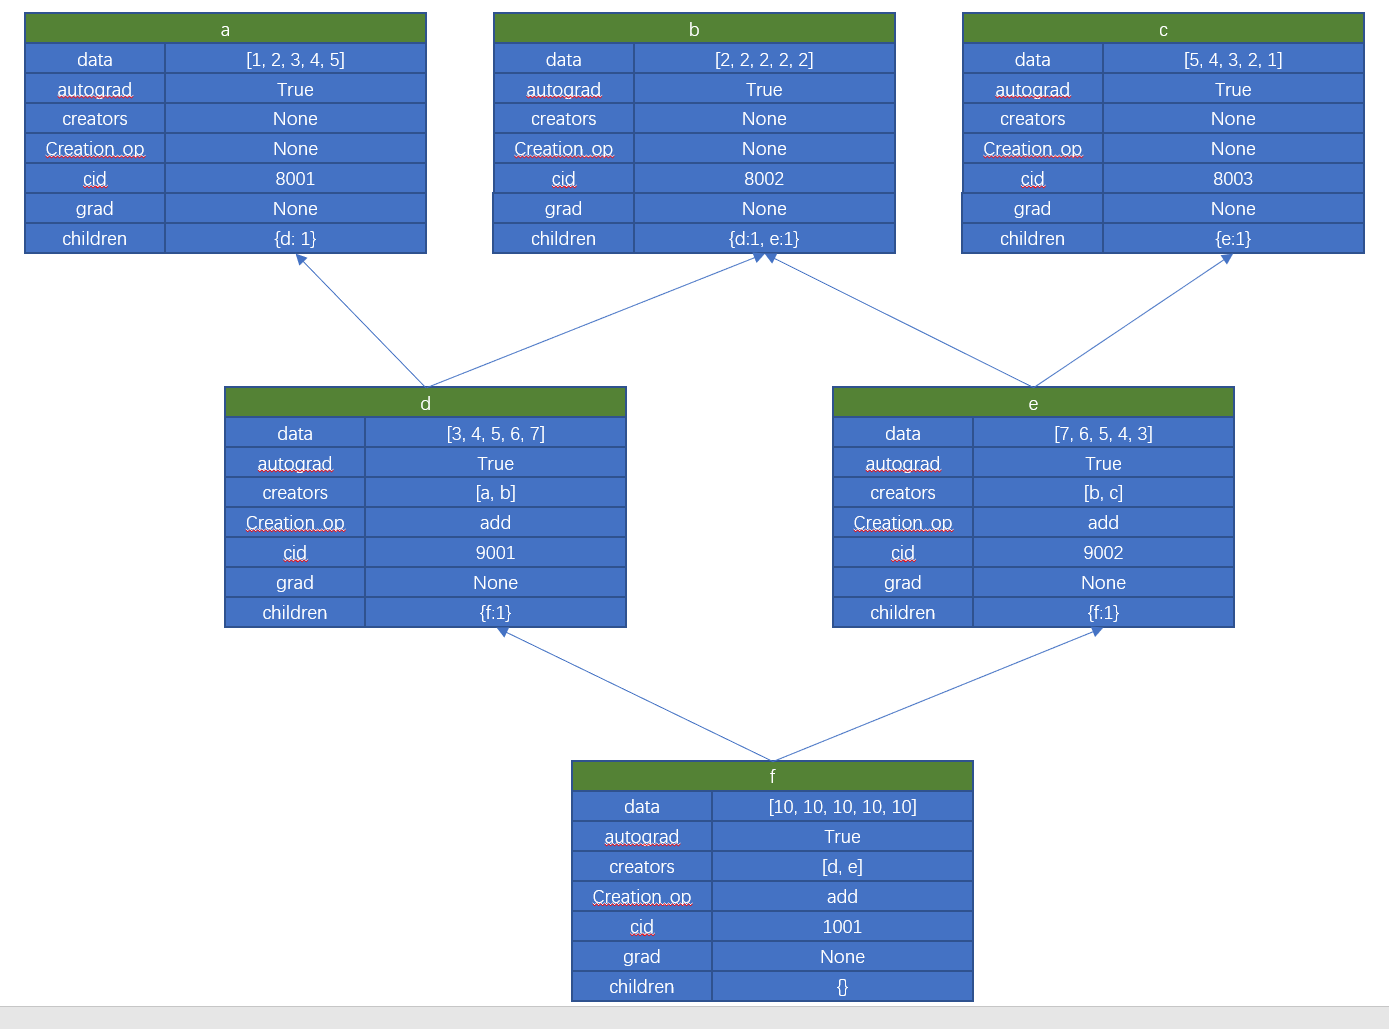 a
data [1, 2, 3, 4, 5]
autograd True
creators None
Creation_op None
cid 8001
grad None
children {d: 1}
b
data [2, 2, 2, 2, 2]
autograd True
creators None
Creation_op None
cid 8002
grad None
children {d:1, e:1}
c
data [5, 4, 3, 2, 1]
autograd True
creators None
Creation_op None
cid 8003
grad None
children {e:1}
d
data [3, 4, 5, 6, 7]
autograd True
creators [a, b]
Creation_op add
cid 9001
grad None
children {f:1}
e
data [7, 6, 5, 4, 3]
autograd True
creators [b, c]
Creation_op add
cid 9002
grad None
children {f:1}
f
data [10, 10, 10, 10, 10]
autograd True
creators [d, e]
Creation_op add
cid 1001
grad None
children {}